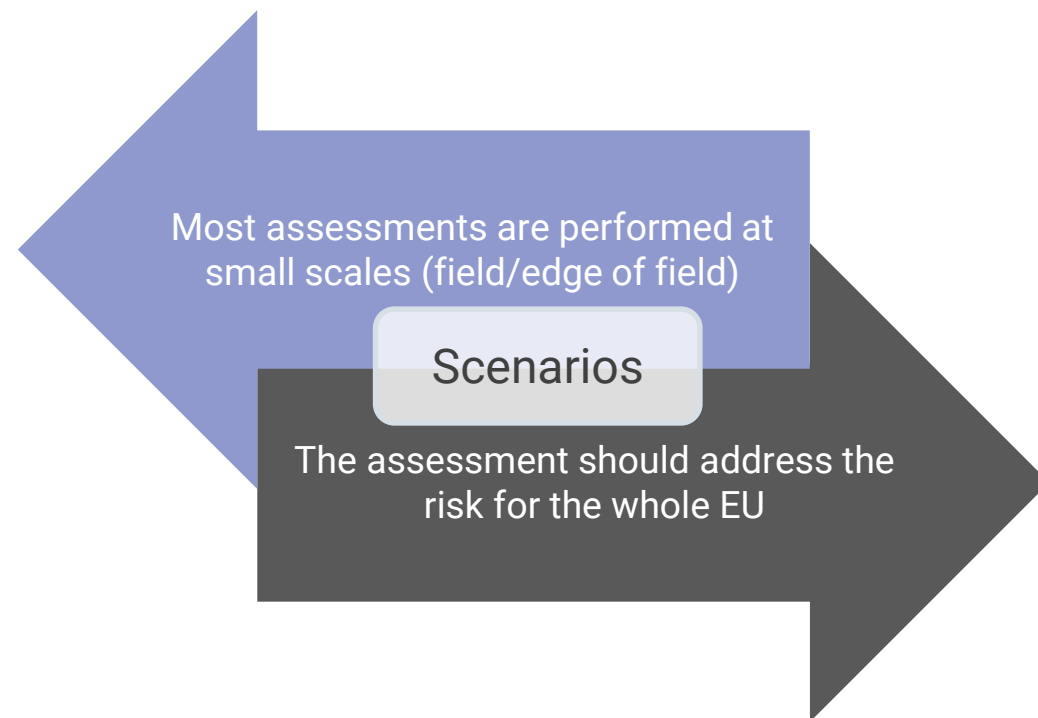 Most assessments are performed at
small scales (field/edge of field)
Scenarios
The assessment should address the
risk for the whole EU